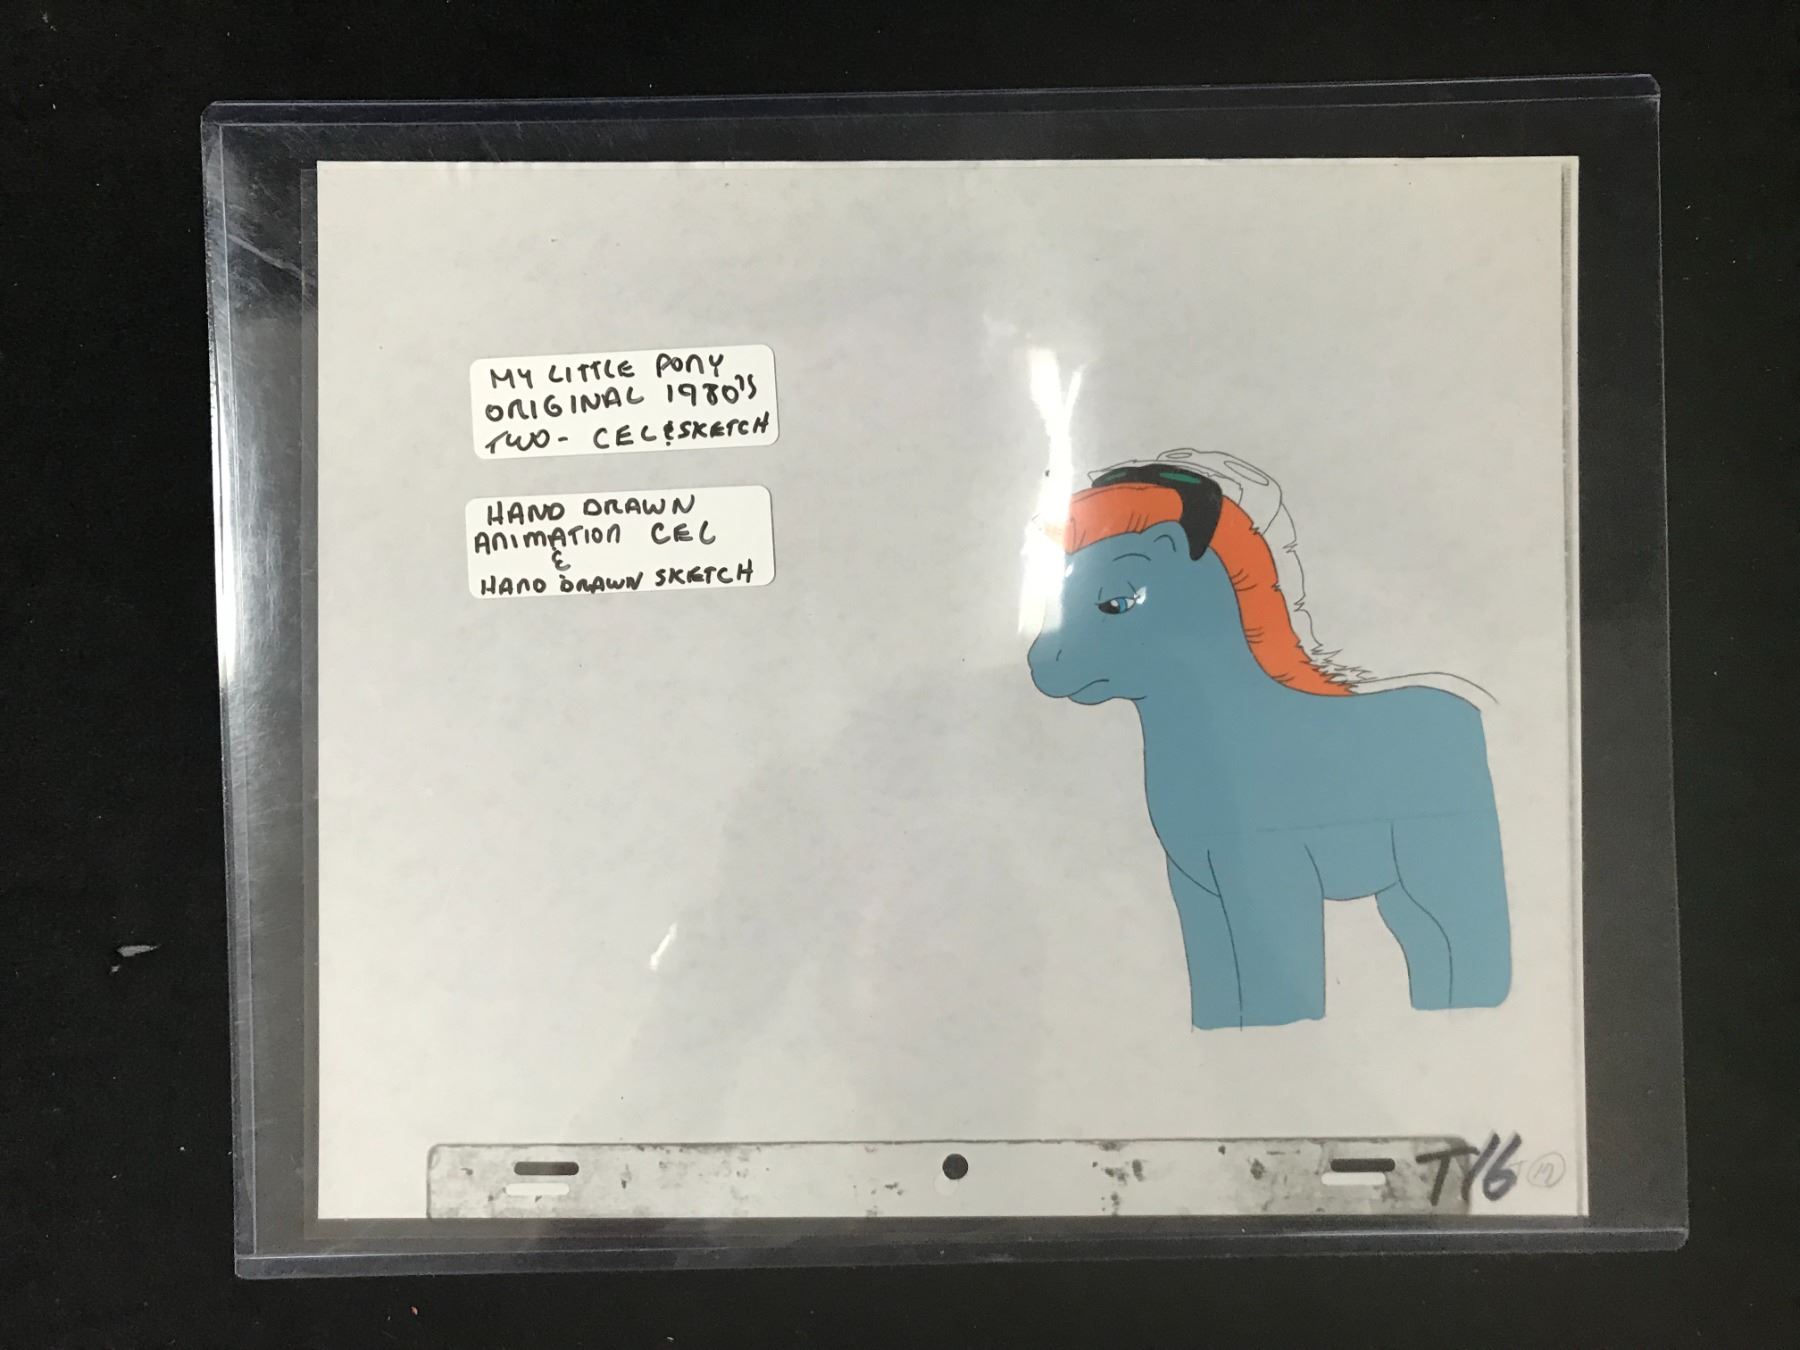 MY LITTLE PONY
ORIGINAL 1980'S
TWO - CEL & SKETCH
HAND DRAWN
ANIMATION CEL
&
HAND DRAWN SKETCH
T16